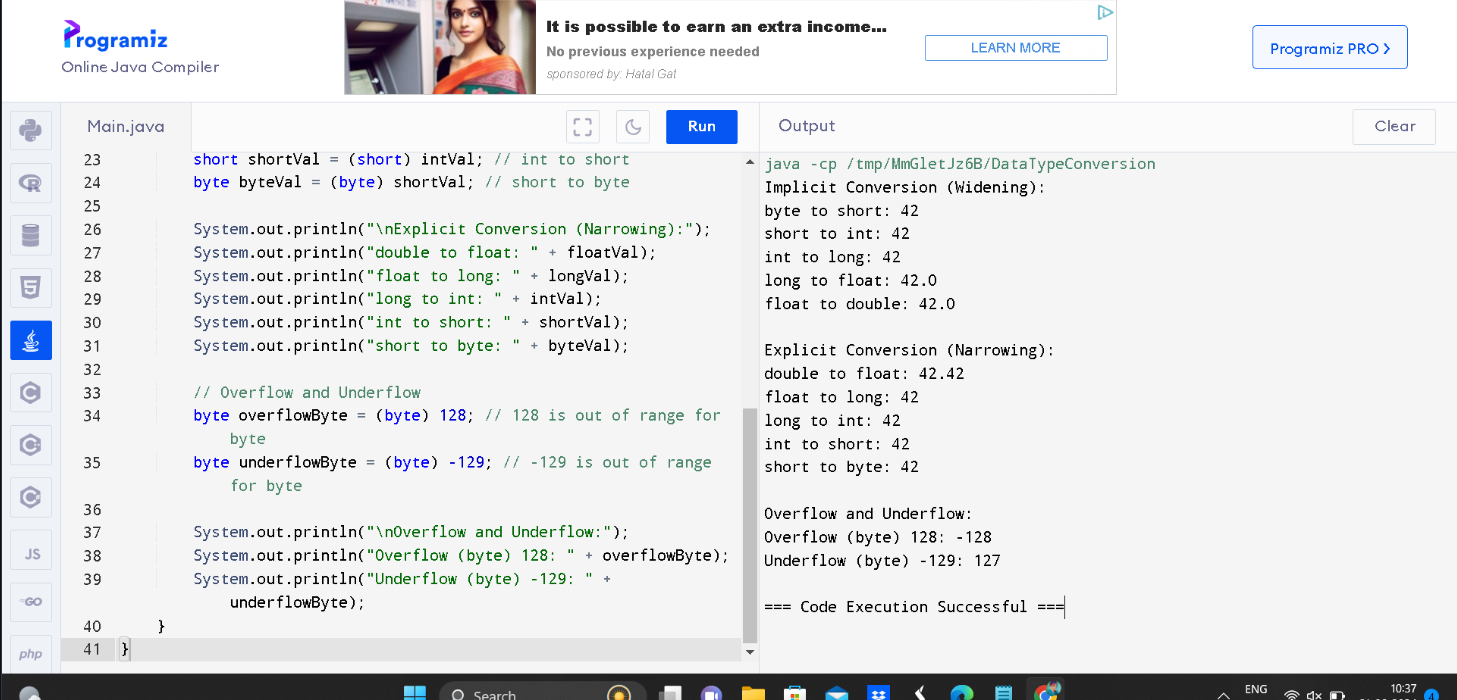 Programiz
Online Java Compiler
It is possible to earn an extra income...
No previous experience needed
sponsored by: Hatal Gat
LEARN MORE
Programiz PRO >
Main.java
Run
Output
Clear
23 short shortVal = (short) intVal; // int to short
24 byte byteVal = (byte) shortVal; // short to byte
25
26 System.out.println("\nExplicit Conversion (Narrowing):");
27 System.out.println("double to float: " + floatVal);
28 System.out.println("float to long: " + longVal);
29 System.out.println("long to int: " + intVal);
30 System.out.println("int to short: " + shortVal);
31 System.out.println("short to byte: " + byteVal);
32
33 // Overflow and Underflow
34 byte overflowByte = (byte) 128; // 128 is out of range for
byte
35 byte underflowByte = (byte) -129; // -129 is out of range
for byte
36
37 System.out.println("\nOverflow and Underflow:");
38 System.out.println("Overflow (byte) 128: " + overflowByte);
39 System.out.println("Underflow (byte) -129: " +
underflowByte);
40 }
41 }
java -cp /tmp/MmGletJz6B/DataTypeConversion
Implicit Conversion (Widening):
byte to short: 42
short to int: 42
int to long: 42
long to float: 42.0
float to double: 42.0
Explicit Conversion (Narrowing):
double to float: 42.42
float to long: 42
long to int: 42
int to short: 42
short to byte: 42
Overflow and Underflow:
Overflow (byte) 128: -128
Underflow (byte) -129: 127
=== Code Execution Successful ===
JS
GO
php
Search
ENG
10:37
4